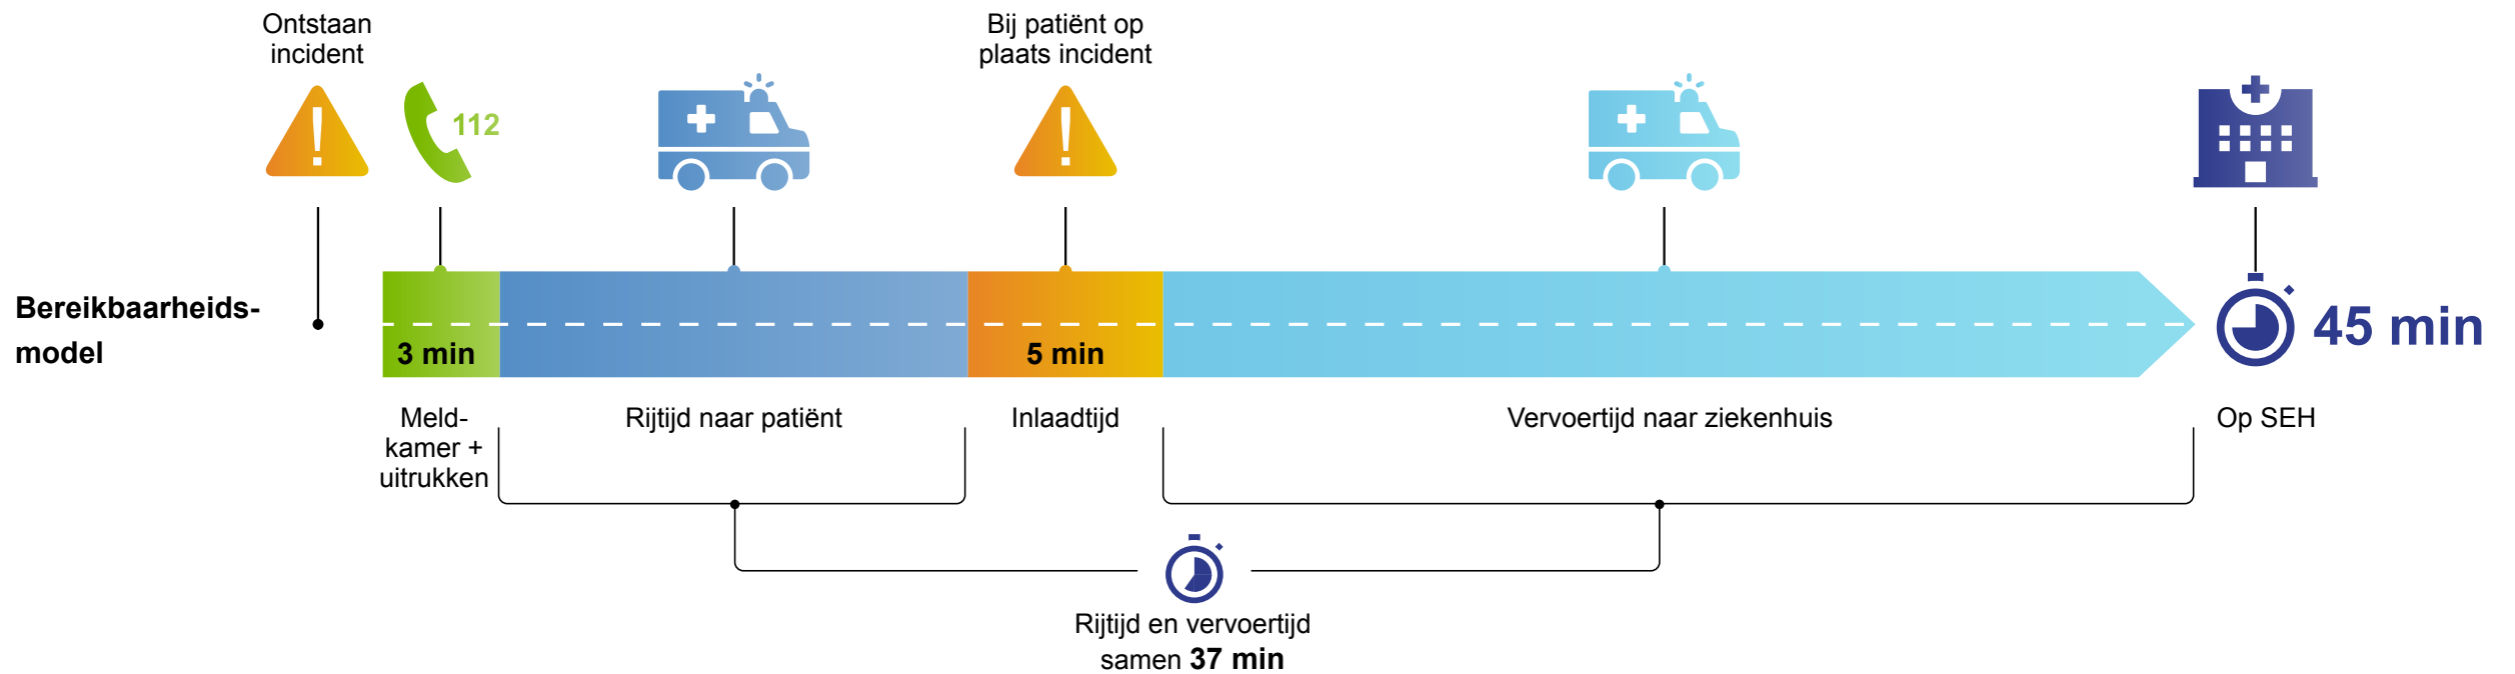 Ontstaan
incident
112
Bij patiënt op
plaats incident
Bereikbaarheids-
model
3 min
5 min
45 min
Meld-
kamer +
uitrukken
Rijtijd naar patiënt
Inlaadtijd
Vervoertijd naar ziekenhuis
Op SEH
Rijtijd en vervoertijd
samen 37 min